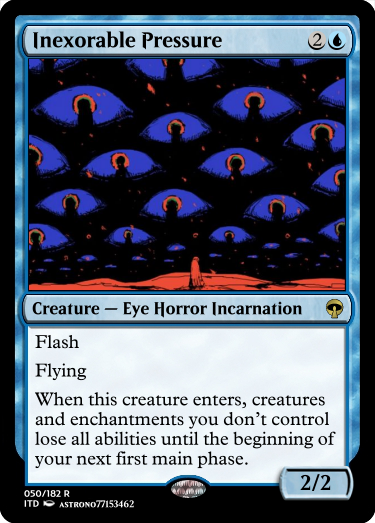 Inexorable Pressure 2
Creature — Eye Horror Incarnation
Flash
Flying
When this creature enters, creatures
and enchantments you don't control
lose all abilities until the beginning of
your next first main phase.
2/2
050/182 R
ITD ASTRONO77153462